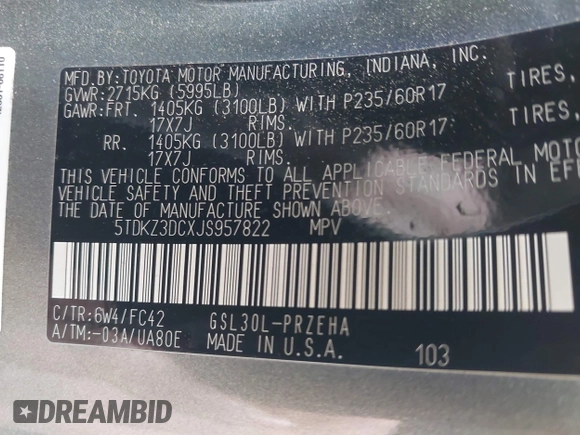 MFD. BY:TOYOTA MOTOR MANUFACTURING, INDIANA, INC.
GVWR:2715KG (5995LB)
GAWR:FRT. 1405KG (3100LB) WITH P235/60R17 TIRES,
17X7J RIMS.
RR. 1405KG (3100LB) WITH P235/60R17 TIRES,
17X7J RIMS.
THIS VEHICLE CONFORMS TO ALL APPLICABLE FEDERAL MOTO
VEHICLE SAFETY AND THEFT PREVENTION STANDARDS IN EFF
DATE OF MANUFACTURE SHOWN ABOVE.
5TDKZ3DCXJS957822 MPV
C/TR:6W4/FC42 GSL30L-PRZEHA
A/TM:-03A/UA80E MADE IN U.S.A. 103
DREAMBID